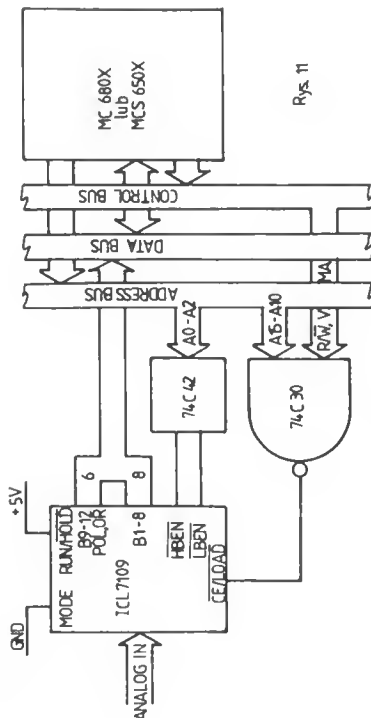 MC 680X
lub
MCS 650X
Rys. 11
CONTROL BUS
DATA BUS
ADDRESS BUS
A0-A2
A15-A10
R/W, VMA
74C42
74C30
+5V
GND
MODE RUN/HOLD
B9-12
POL,OR
6
8
B1-8
ICL7109
HBEN
LBEN
CE/LOAD
ANALOG IN